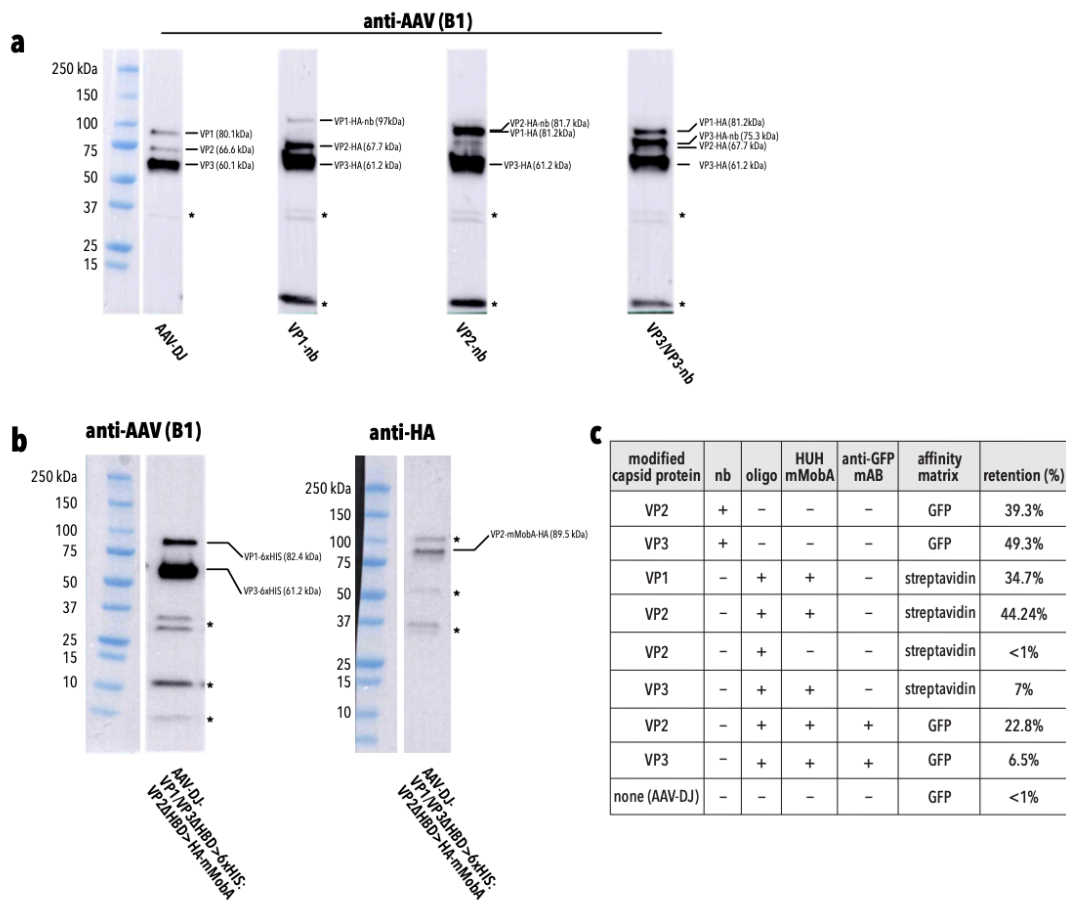 anti-AAV (B1)
a
250 kDa
150
100
75
50
37
25
15
VP1 (80.1kDa)
VP2 (66.6 kDa)
VP3 (60.1 kDa)
*
VP1-HA-nb (97kDa)
VP2-HA (67.7 kDa)
VP3-HA (61.2 kDa)
*
*
VP2-HA-nb (81.7 kDa)
VP1-HA (81.2kDa)
VP3-HA (61.2 kDa)
*
*
VP1-HA (81.2kDa)
VP3-HA-nb (75.3 kDa)
VP2-HA (67.7 kDa)
VP3-HA (61.2 kDa)
*
*
AAV-DJ
VP1-nb
VP2-nb
VP3/VP3-nb
b
anti-AAV (B1)
250 kDa
150
100
75
50
37
25
15
10
VP1-6xHIS (82.4 kDa)
VP3-6xHIS (61.2 kDa)
*
*
*
AAV-DJ-
VP1/VP3ΔHBD>6xHIS:
VP2ΔHBD>HA-mMobA
anti-HA
250 kDa
150
100
75
50
37
25
15
10
*
VP2-mMobA-HA (89.5 kDa)
*
*
AAV-DJ-
VP1/VP3ΔHBD>6xHIS:
VP2ΔHBD>HA-mMobA
c
modified capsid protein nb oligo HUH mMobA anti-GFP mAB affinity matrix retention (%)
VP2 + – – – GFP 39.3%
VP3 + – – – GFP 49.3%
VP1 – + + – streptavidin 34.7%
VP2 – + + – streptavidin 44.24%
VP2 – + – – streptavidin <1%
VP3 – + + – streptavidin 7%
VP2 – + + + GFP 22.8%
VP3 – + + + GFP 6.5%
none (AAV-DJ) – – – – GFP <1%